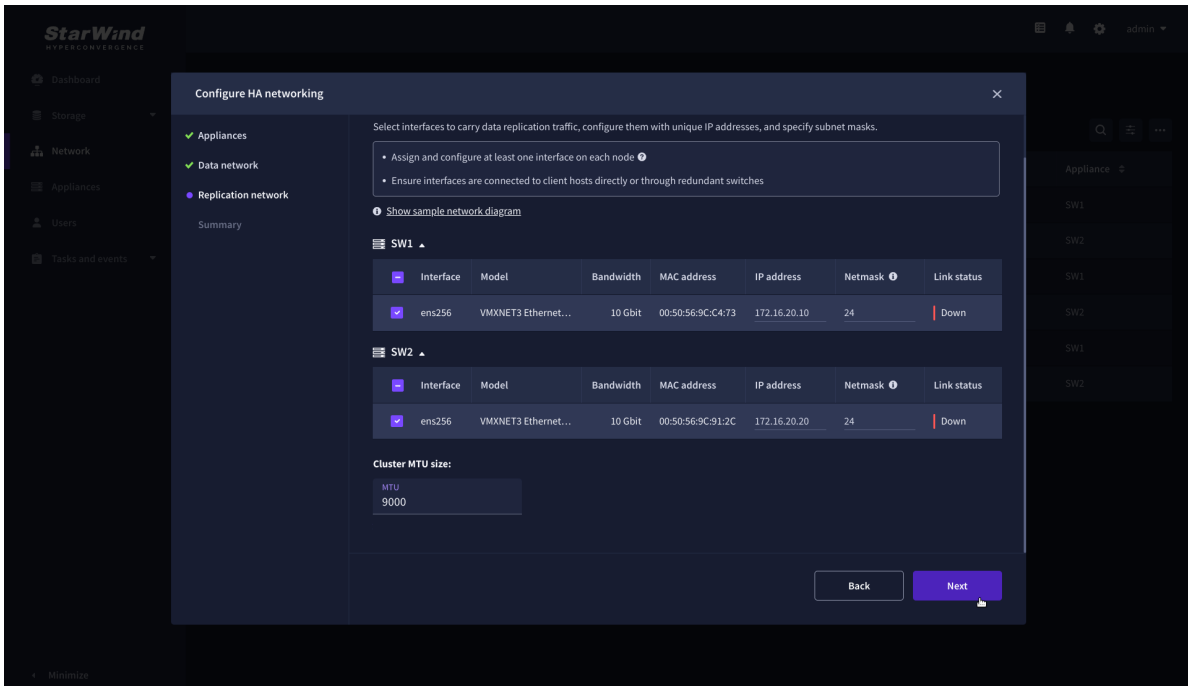 StarWind
HYPERCONVERGENCE
admin
Dashboard
Storage
Network
Appliances
Users
Tasks and events
Minimize
Configure HA networking
Appliances
Data network
Replication network
Summary
Select interfaces to carry data replication traffic, configure them with unique IP addresses, and specify subnet masks.
• Assign and configure at least one interface on each node
• Ensure interfaces are connected to client hosts directly or through redundant switches
Show sample network diagram
SW1
Interface Model Bandwidth MAC address IP address Netmask Link status
ens256 VMXNET3 Ethernet... 10 Gbit 00:50:56:9C:C4:73 172.16.20.10 24 Down
SW2
Interface Model Bandwidth MAC address IP address Netmask Link status
ens256 VMXNET3 Ethernet... 10 Gbit 00:50:56:9C:91:2C 172.16.20.20 24 Down
Cluster MTU size:
MTU
9000
Back Next
Appliance
SW1
SW2
SW1
SW2
SW1
SW2